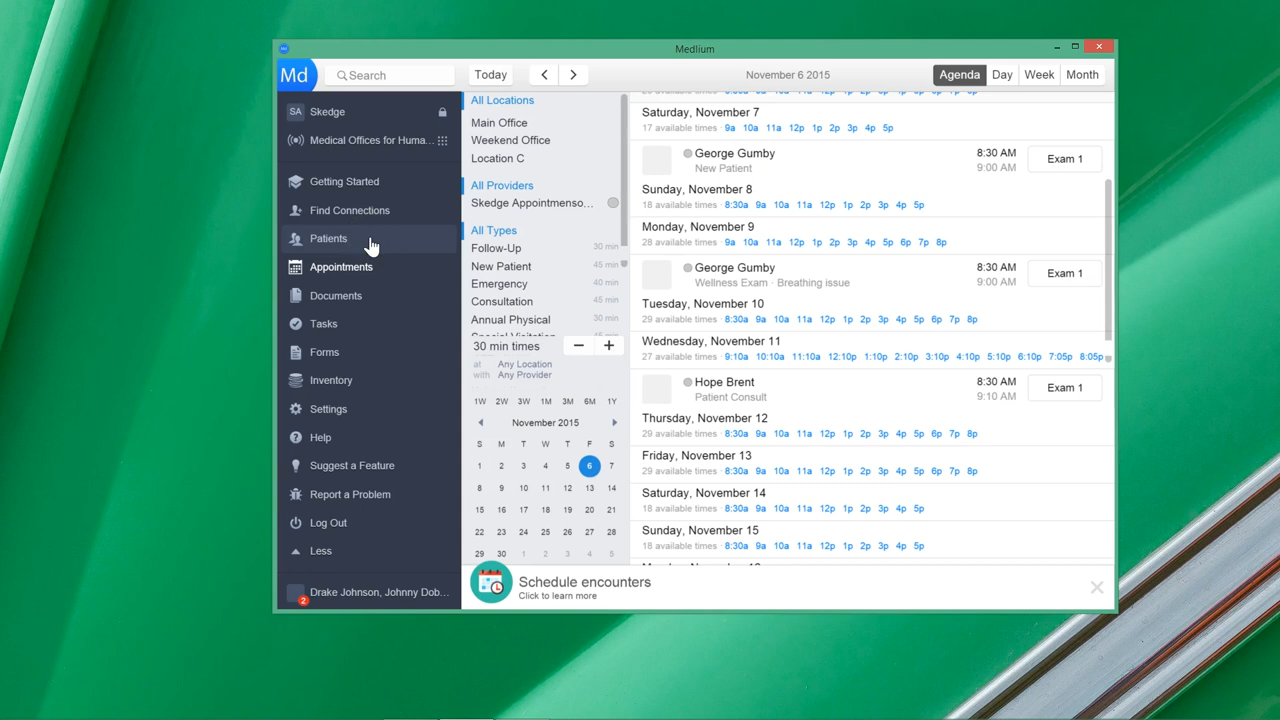 Medlium
Md
Search
Today
November 6 2015
Agenda
Day
Week
Month
SA
Skedge
Medical Offices for Huma...
Getting Started
Find Connections
Patients
Appointments
Documents
Tasks
Forms
Inventory
Settings
Help
Suggest a Feature
Report a Problem
Log Out
Less
2
Drake Johnson, Johnny Dob...
All Locations
Main Office
Weekend Office
Location C
All Providers
Skedge Appointmenso...
All Types
Follow-Up 30 min
New Patient 45 min
Emergency 40 min
Consultation 45 min
Annual Physical 30 min
30 min times
at Any Location
with Any Provider
1W 2W 3W 1M 3M 6M 1Y
November 2015
S M T W T F S
1 2 3 4 5 6 7
8 9 10 11 12 13 14
15 16 17 18 19 20 21
22 23 24 25 26 27 28
29 30 1 2 3 4 5
Saturday, November 7
17 available times · 9a 10a 11a 12p 1p 2p 3p 4p 5p
George Gumby 8:30 AM Exam 1
New Patient 9:00 AM
Sunday, November 8
18 available times · 8:30a 9a 10a 11a 12p 1p 2p 3p 4p 5p
Monday, November 9
28 available times · 9a 10a 11a 12p 1p 2p 3p 4p 5p 6p 7p 8p
George Gumby 8:30 AM Exam 1
Wellness Exam · Breathing issue 9:00 AM
Tuesday, November 10
29 available times · 8:30a 9a 10a 11a 12p 1p 2p 3p 4p 5p 6p 7p 8p
Wednesday, November 11
27 available times · 9:10a 10:10a 11:10a 12:10p 1:10p 2:10p 3:10p 4:10p 5:10p 6:10p 7:05p 8:05p
Hope Brent 8:30 AM Exam 1
Patient Consult 9:10 AM
Thursday, November 12
29 available times · 8:30a 9a 10a 11a 12p 1p 2p 3p 4p 5p 6p 7p 8p
Friday, November 13
29 available times · 8:30a 9a 10a 11a 12p 1p 2p 3p 4p 5p 6p 7p 8p
Saturday, November 14
18 available times · 8:30a 9a 10a 11a 12p 1p 2p 3p 4p 5p
Sunday, November 15
18 available times · 8:30a 9a 10a 11a 12p 1p 2p 3p 4p 5p
Schedule encounters
Click to learn more